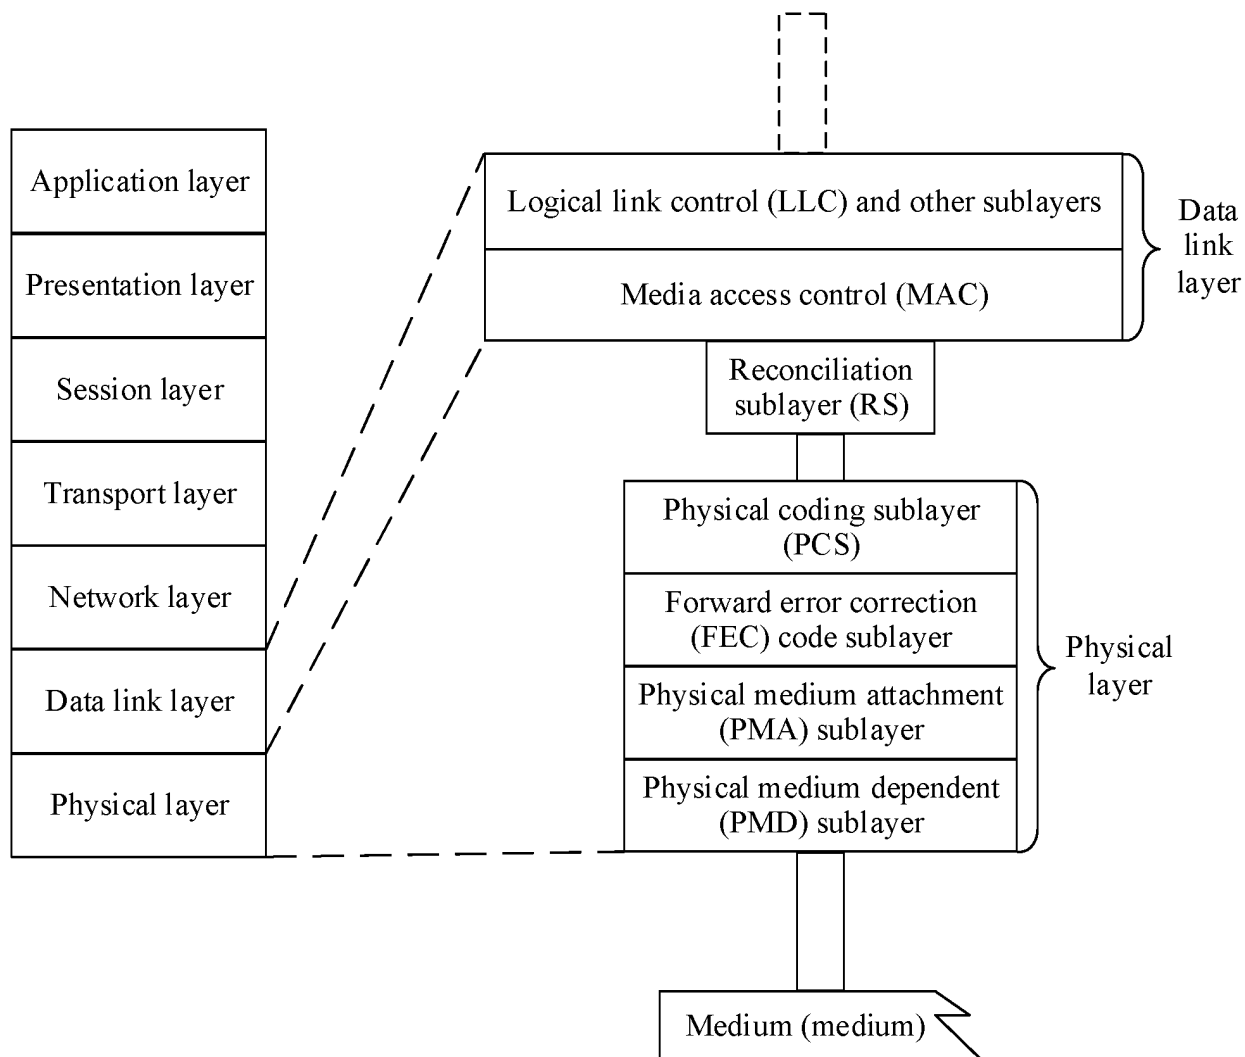 Application layer
Presentation layer
Session layer
Transport layer
Network layer
Data link layer
Physical layer
Logical link control (LLC) and other sublayers
Media access control (MAC)
Data
link
layer
Reconciliation
sublayer (RS)
Physical coding sublayer
(PCS)
Forward error correction
(FEC) code sublayer
Physical medium attachment
(PMA) sublayer
Physical medium dependent
(PMD) sublayer
Physical
layer
Medium (medium)